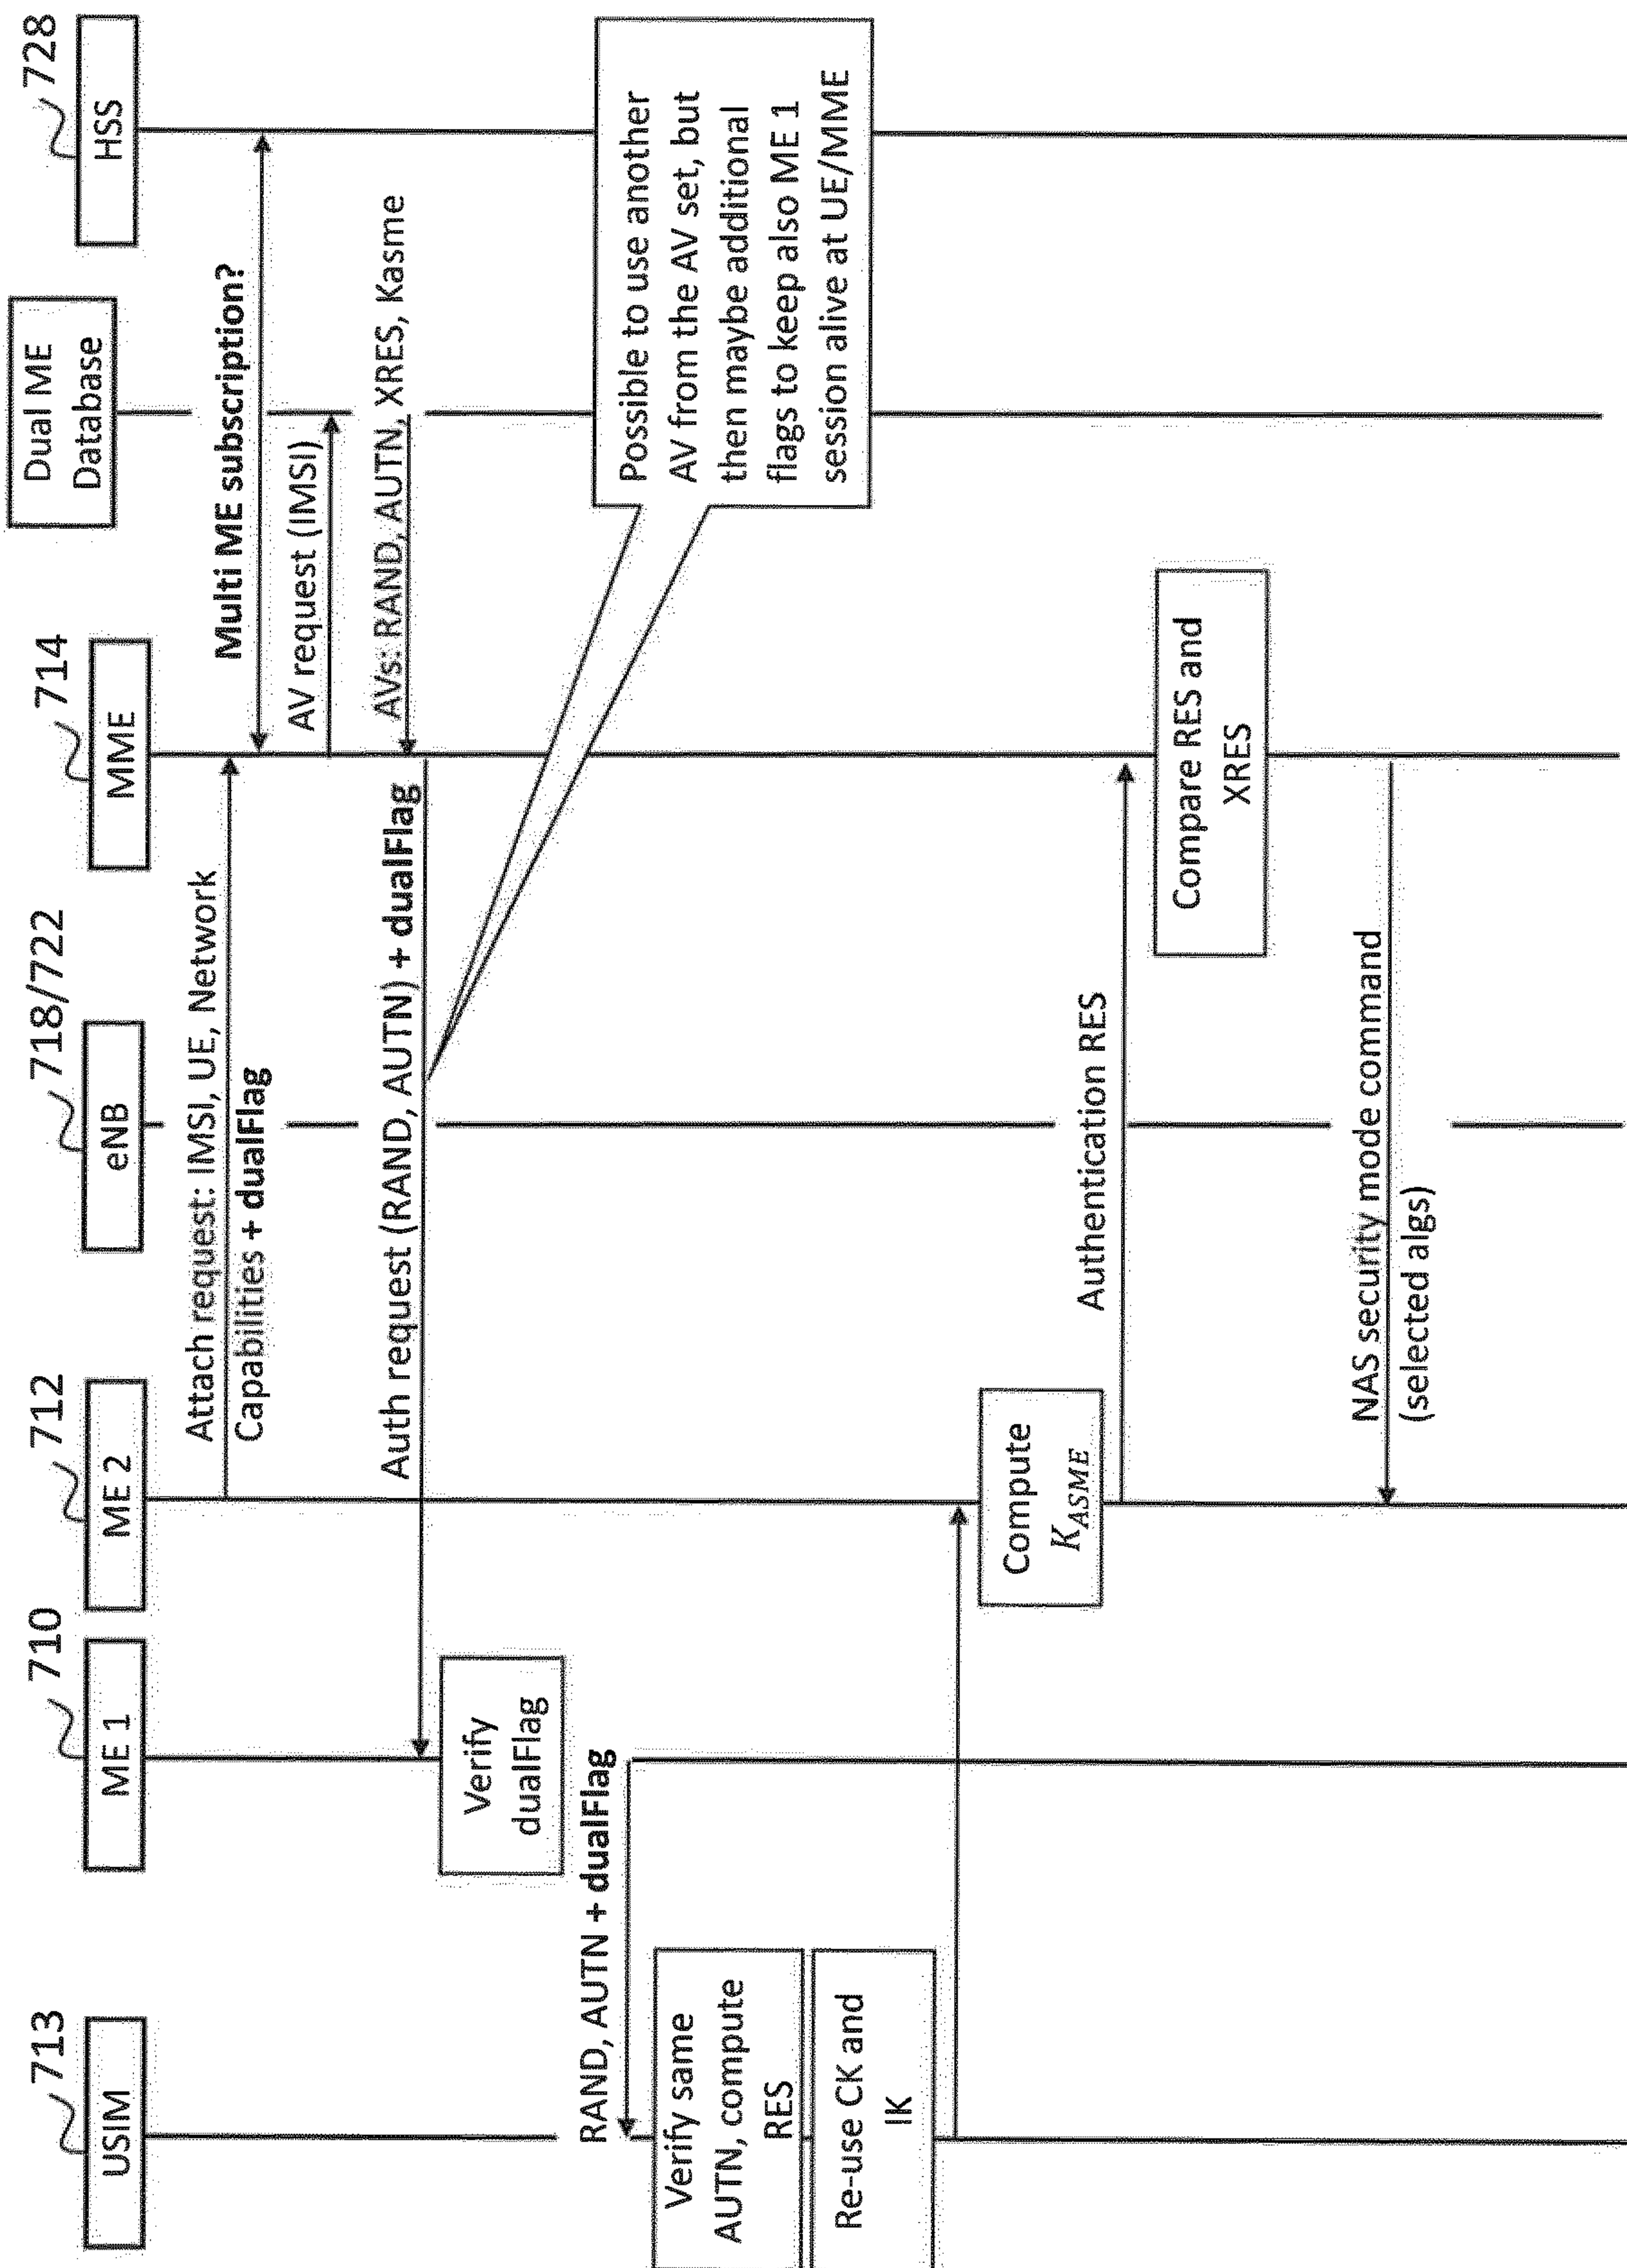 713
USIM
710
ME 1
712
ME 2
718/722
eNB
714
MME
Dual ME
Database
728
HSS
Attach request: IMSI, UE, Network
Capabilities + dualFlag
Multi ME subscription?
AV request (IMSI)
AVs: RAND, AUTN, XRES, Kasme
Auth request (RAND, AUTN) + dualFlag
Verify
dualFlag
RAND, AUTN + dualFlag
Possible to use another
AV from the AV set, but
then maybe additional
flags to keep also ME 1
session alive at UE/MME
Verify same
AUTN, compute
RES
Re-use CK and
IK
Compute
K_ASME
Authentication RES
Compare RES and
XRES
NAS security mode command
(selected algs)